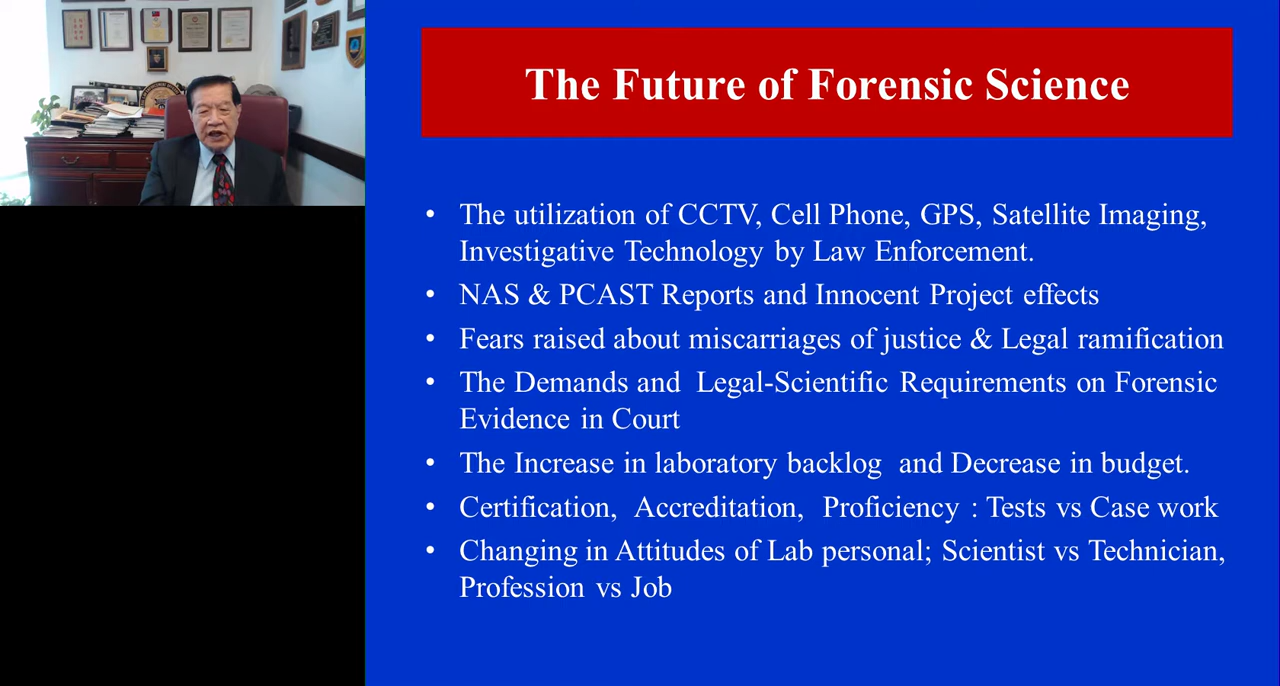 The Future of Forensic Science
• The utilization of CCTV, Cell Phone, GPS, Satellite Imaging,
Investigative Technology by Law Enforcement.
• NAS & PCAST Reports and Innocent Project effects
• Fears raised about miscarriages of justice & Legal ramification
• The Demands and Legal-Scientific Requirements on Forensic
Evidence in Court
• The Increase in laboratory backlog and Decrease in budget.
• Certification, Accreditation, Proficiency : Tests vs Case work
• Changing in Attitudes of Lab personal; Scientist vs Technician,
Profession vs Job